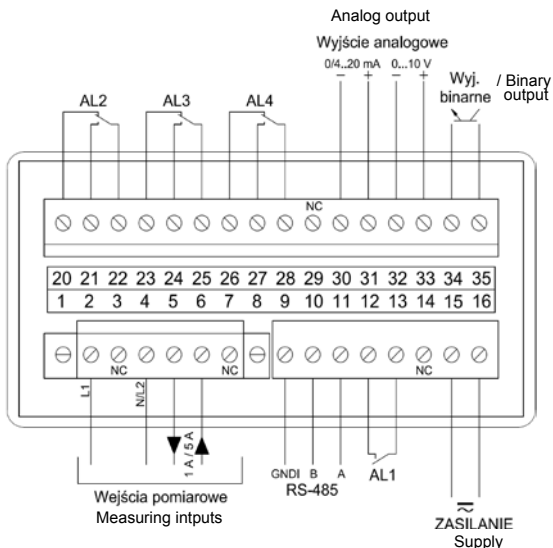 Analog output
Wyjście analogowe
0/4..20 mA 0...10 V
− + − +
Wyj. binarne / Binary output
AL2 AL3 AL4
NC
20 21 22 23 24 25 26 27 28 29 30 31 32 33 34 35
1 2 3 4 5 6 7 8 9 10 11 12 13 14 15 16
NC NC NC
L1 N/L2 1 A / 5 A
GNDI B A AL1
RS-485
Wejścia pomiarowe
Measuring intputs
ZASILANIE
Supply